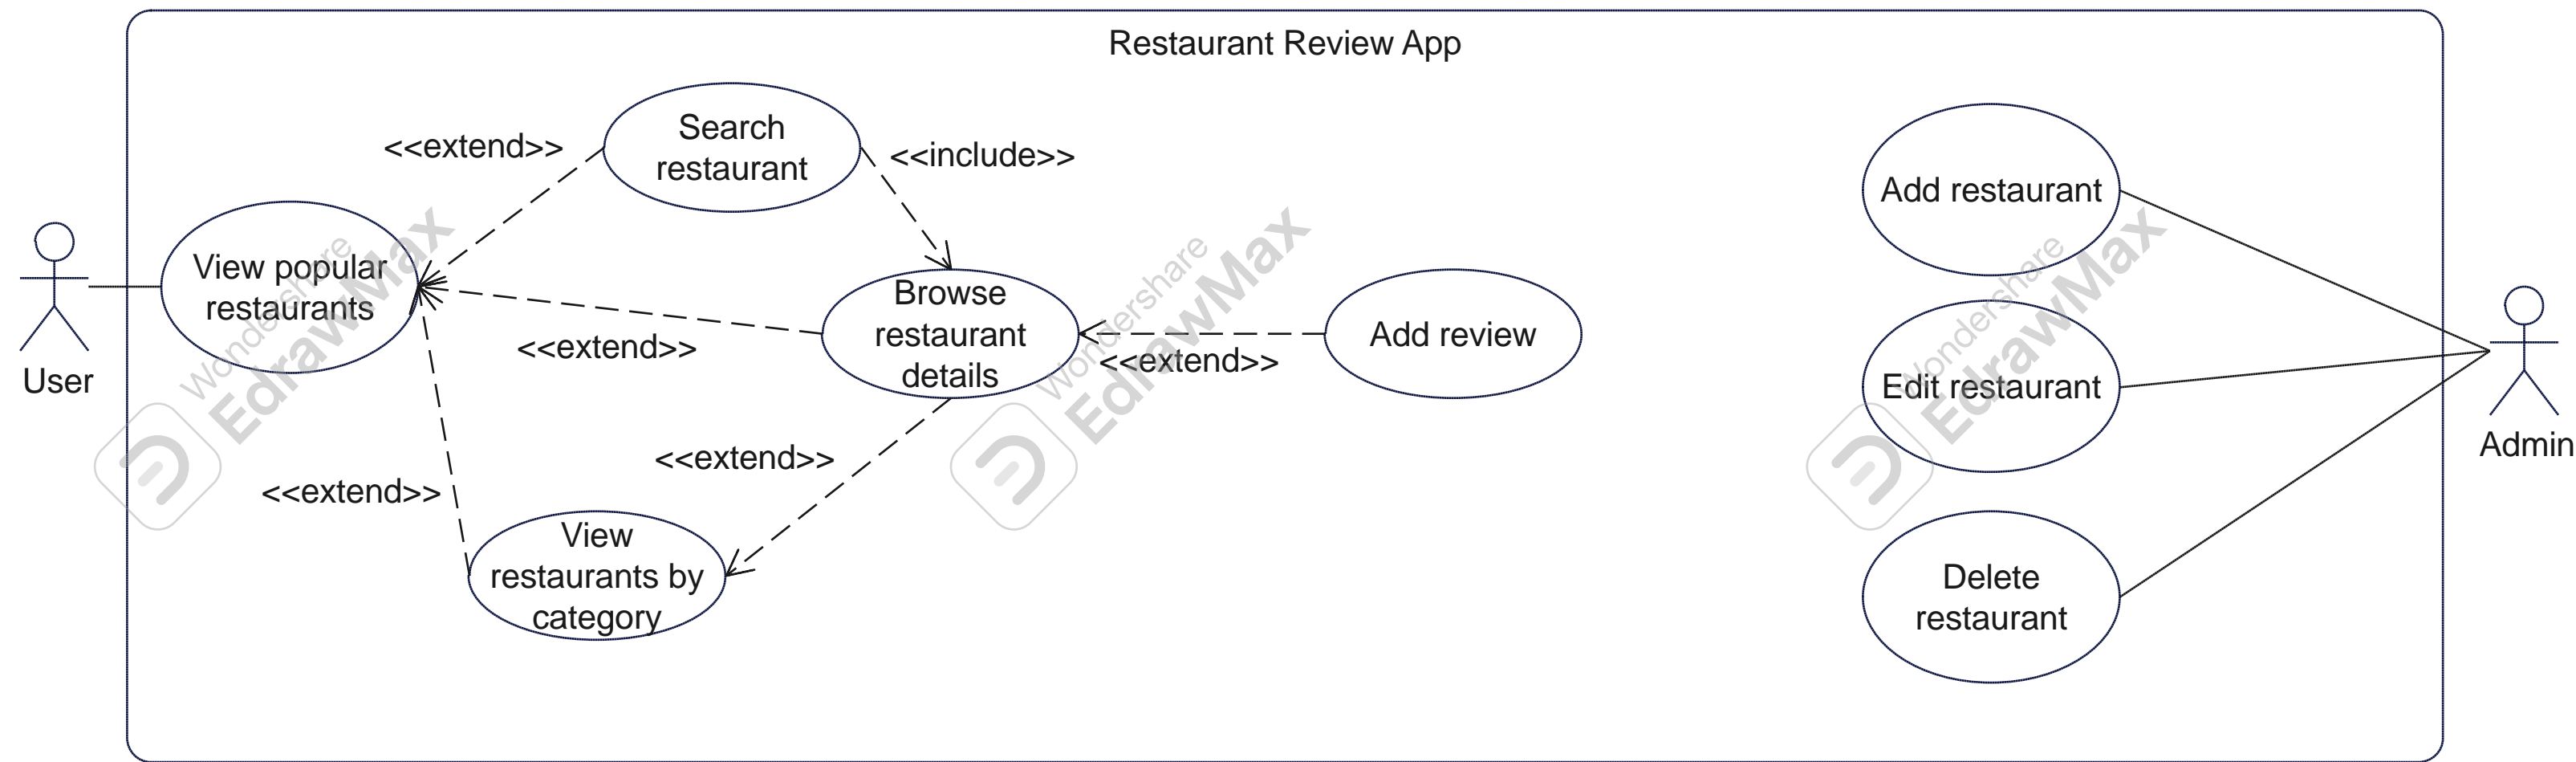 Restaurant Review App
Search
restaurant
<<extend>>
<<include>>
Add restaurant
View popular
restaurants
Browse
restaurant
details
Add review
<<extend>>
<<extend>>
User
Edit restaurant
Admin
<<extend>>
<<extend>>
View
restaurants by
category
Delete
restaurant
Wondershare
EdrawMax
Wondershare
EdrawMax
Wondershare
EdrawMax